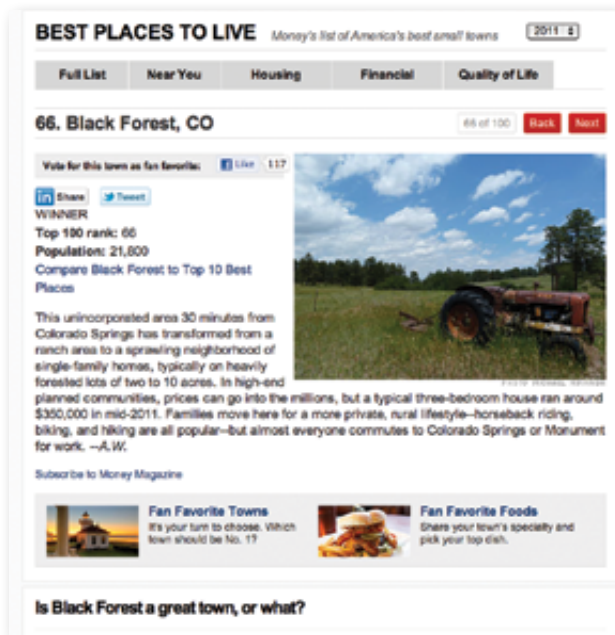 BEST PLACES TO LIVE Money's list of America's best small towns 2011
Full List Near You Housing Financial Quality of Life
66. Black Forest, CO 66 of 100 Back Next
Vote for this town as fan favorite: Like 117
in Share Tweet
WINNER
Top 100 rank: 66
Population: 21,800
Compare Black Forest to Top 10 Best
Places
This unincorporated area 30 minutes from
Colorado Springs has transformed from a
ranch area to a sprawling neighborhood of
single-family homes, typically on heavily
forested lots of two to 10 acres. In high-end
planned communities, prices can go into the millions, but a typical three-bedroom house ran around
$350,000 in mid-2011. Families move here for a more private, rural lifestyle--horseback riding,
biking, and hiking are all popular--but almost everyone commutes to Colorado Springs or Monument
for work. --A.W.
Subscribe to Money Magazine
Fan Favorite Towns
It's your turn to choose. Which
town should be No. 1?
Fan Favorite Foods
Share your town's specialty and
pick your top dish.
Is Black Forest a great town, or what?